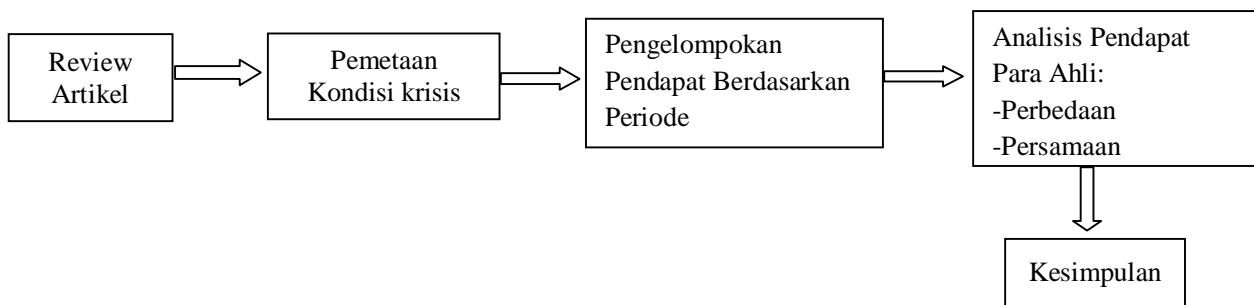 Review
Artikel
Pemetaan
Kondisi krisis
Pengelompokan
Pendapat Berdasarkan
Periode
Analisis Pendapat
Para Ahli:
-Perbedaan
-Persamaan
Kesimpulan